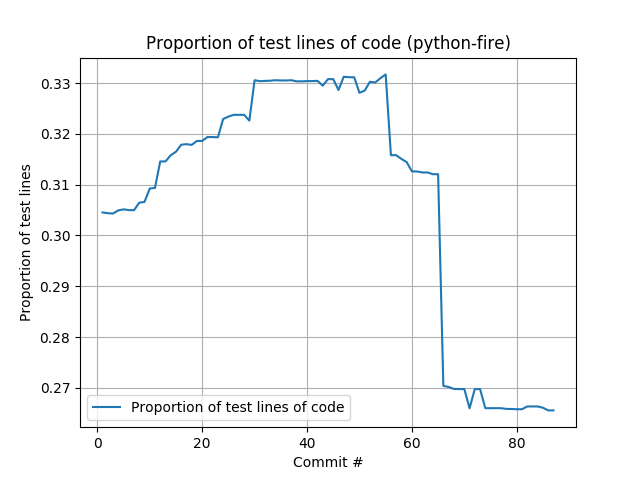 Proportion of test lines of code (python-fire)
Proportion of test lines
0.33
0.32
0.31
0.30
0.29
0.28
0.27
Proportion of test lines of code
0 20 40 60 80
Commit #